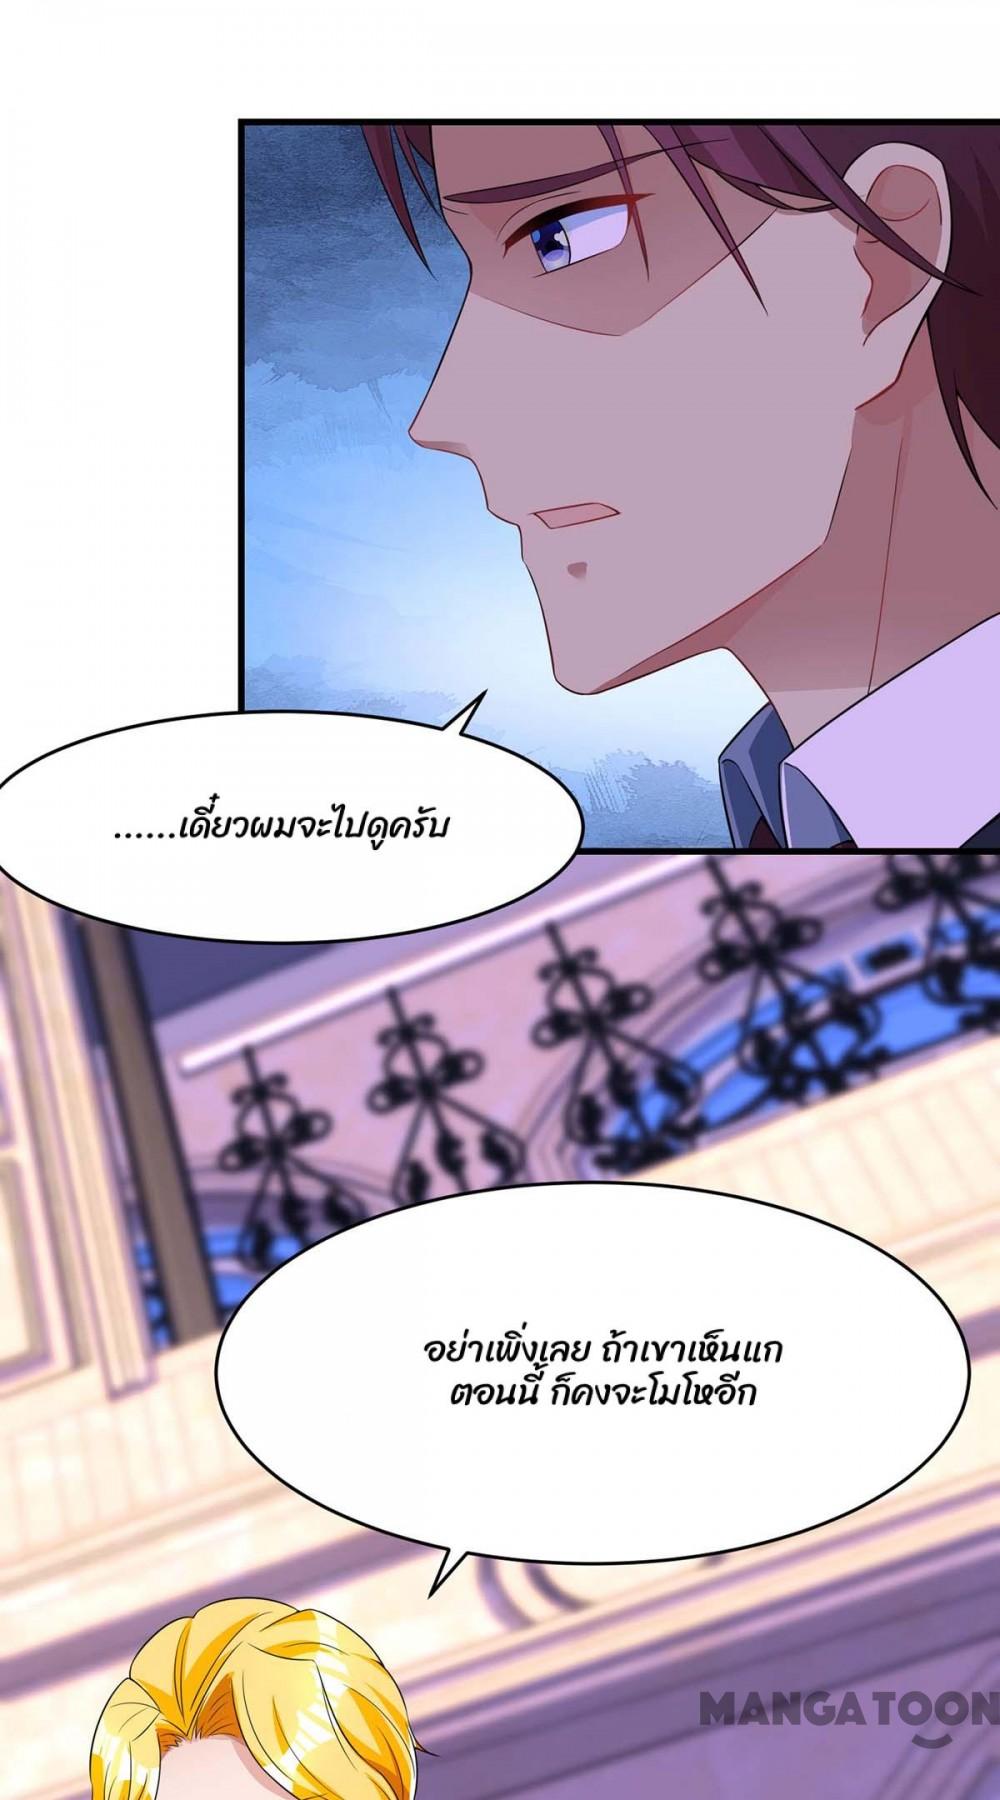 ......เดี๋ยวผมจะไปดูครับ
อย่าเพิ่งเลย ถ้าเขาเห็นแก
ตอนนี้ ก็คงจะโมโหอีก
MANGATOON